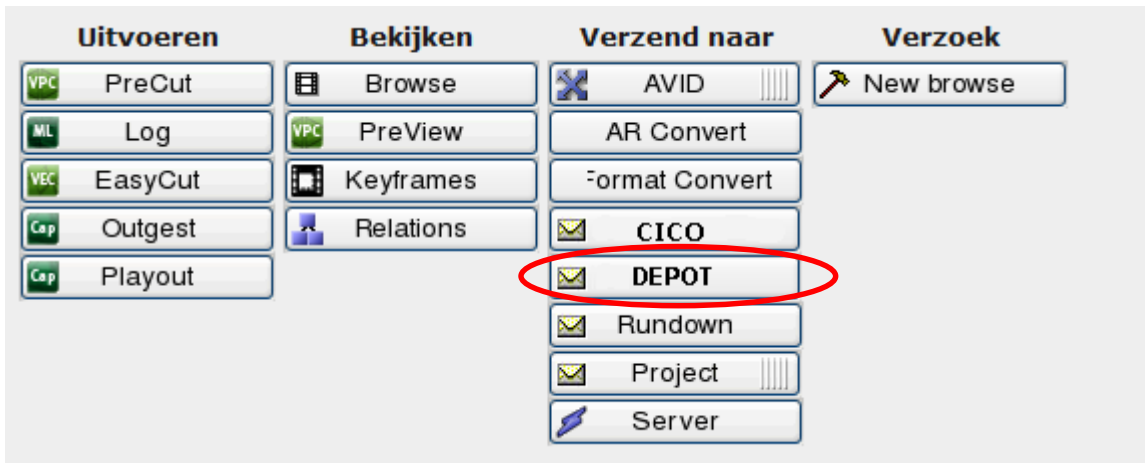 Uitvoeren Bekijken Verzend naar Verzoek
VPC PreCut Browse AVID New browse
ML Log VPC PreView AR Convert
VEC EasyCut Keyframes Format Convert
Cap Outgest Relations CICO
Cap Playout DEPOT
Rundown
Project
Server